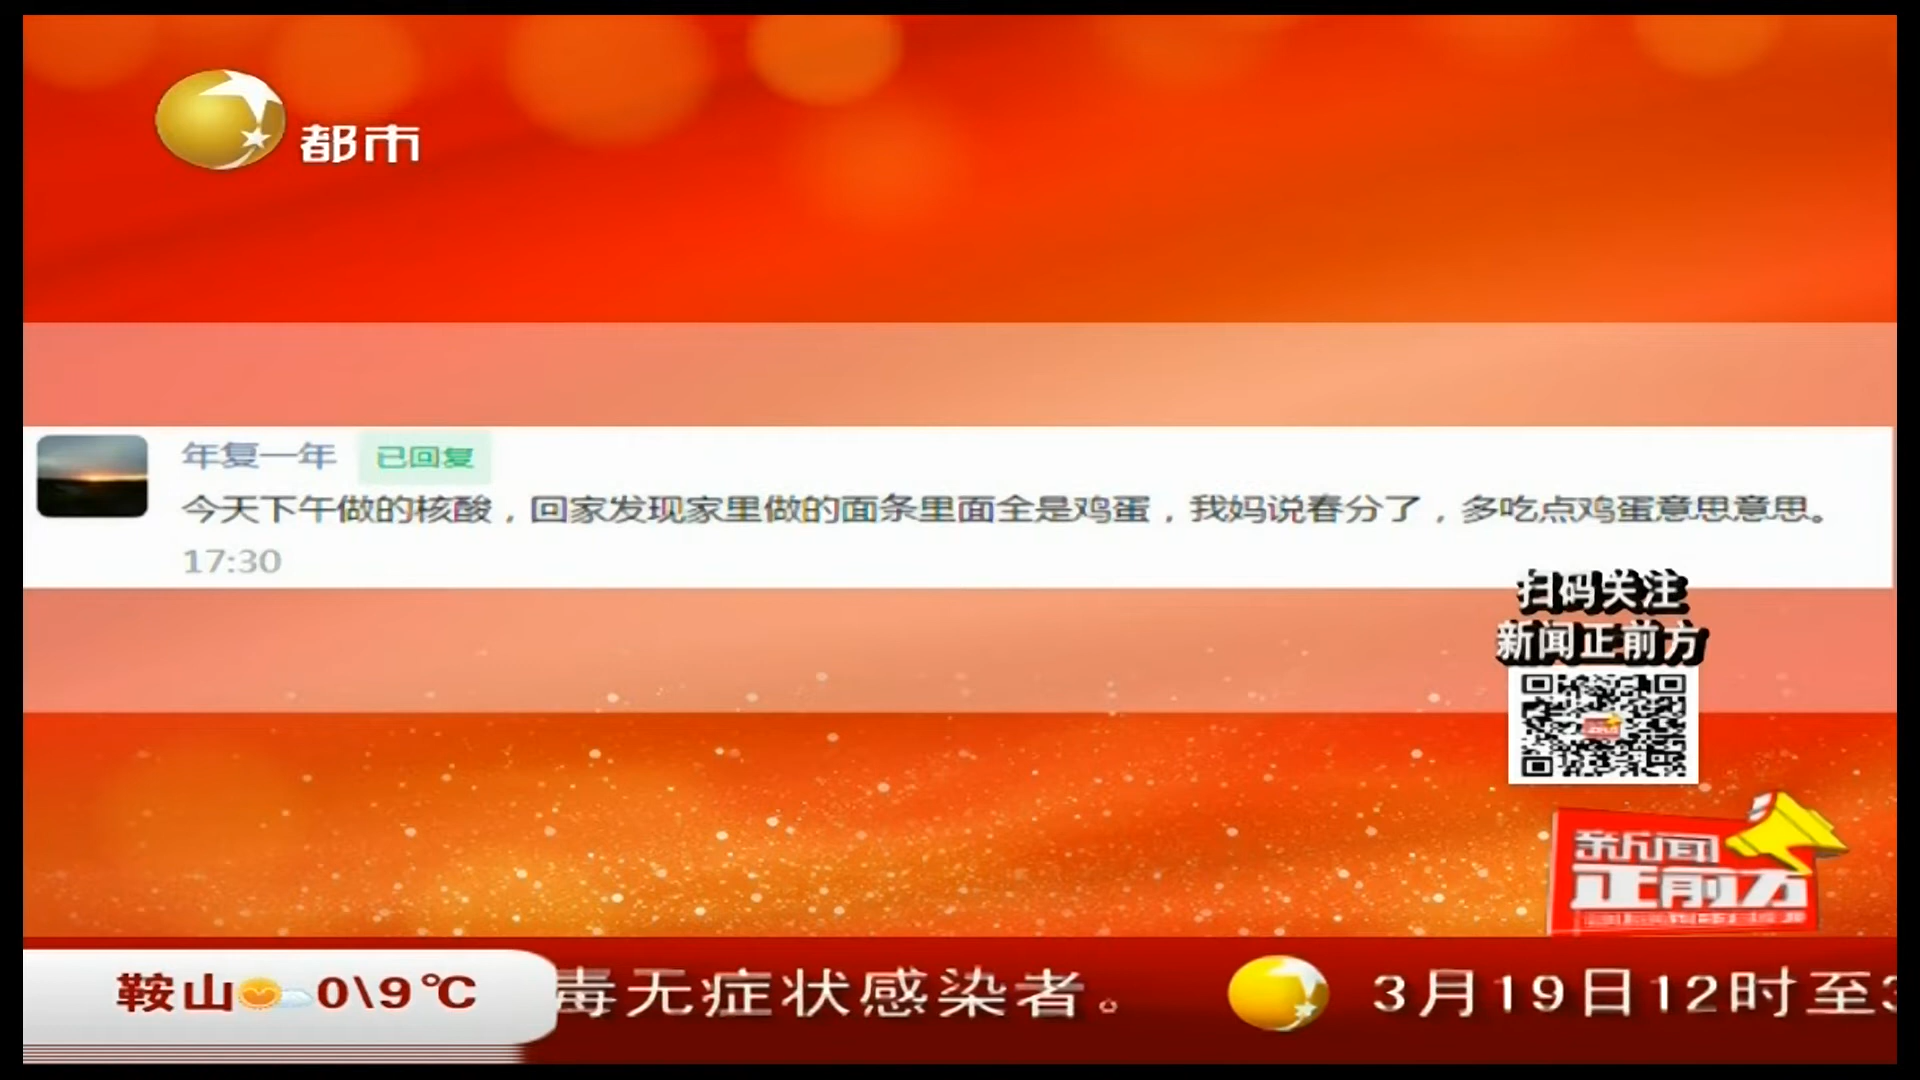 都市
年复一年 已回复
今天下午做的核酸，回家发现家里做的面条里面全是鸡蛋，我妈说春分了，多吃点鸡蛋意思意思。
17:30
扫码关注
新闻正前方
新闻
正前方
鞍山 0\9℃ 毒无症状感染者。 3月19日12时至3